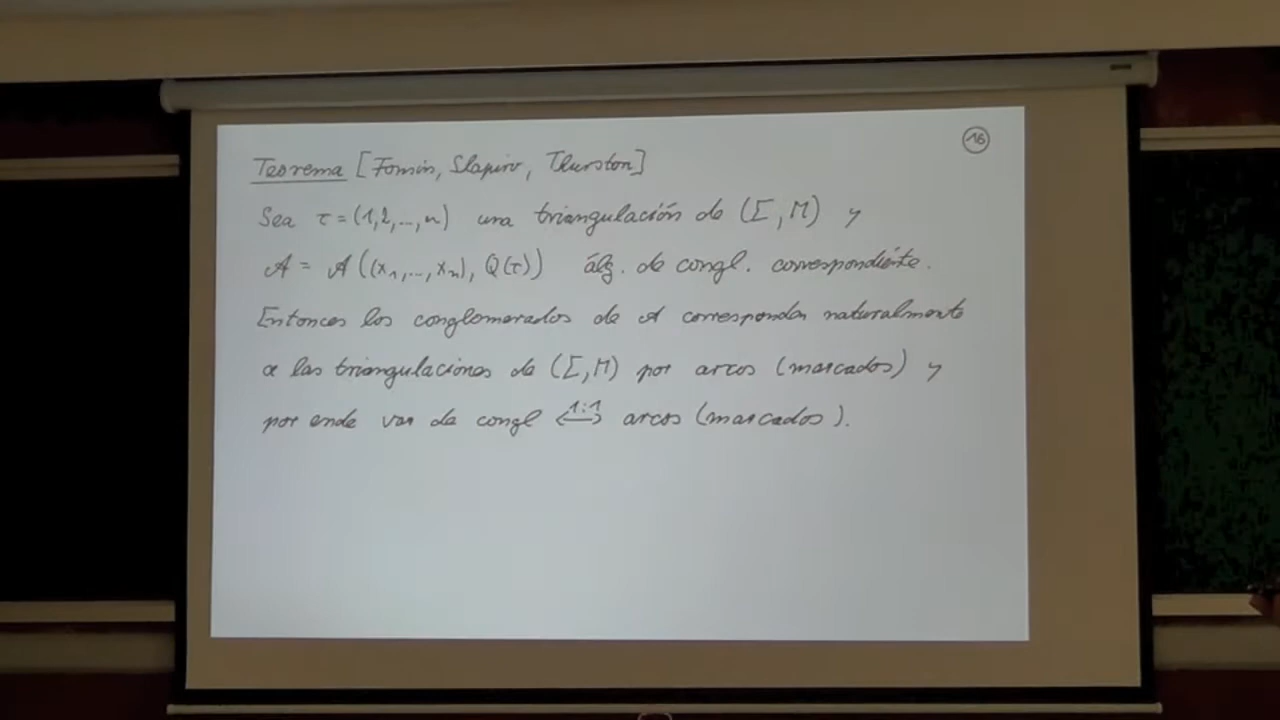 16
Teorema [Fomin, Shapiro, Thurston]
Sea τ = (1,2,...,n) una triangulación de (Σ, M) y
A = A((x₁,...,xₙ), Q(τ)) álg. de congl. correspondiente.
Entonces los conglomerados de A corresponden naturalmente
a las triangulaciones de (Σ, M) por arcos (marcados) y
por ende var de congl ⟷ 1:1 arcos (marcados).